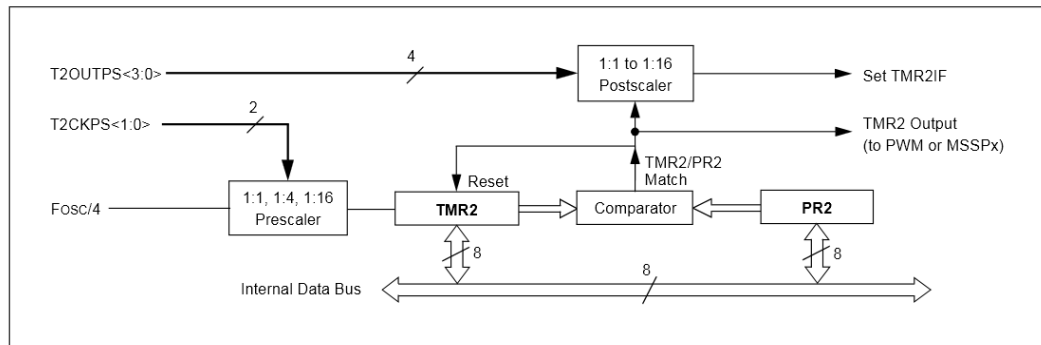 T2OUTPS<3:0>
4
1:1 to 1:16
Postscaler
Set TMR2IF
T2CKPS<1:0>
2
TMR2 Output
(to PWM or MSSPx)
TMR2/PR2
Match
Reset
FOSC/4
1:1, 1:4, 1:16
Prescaler
TMR2
Comparator
PR2
8
8
8
Internal Data Bus